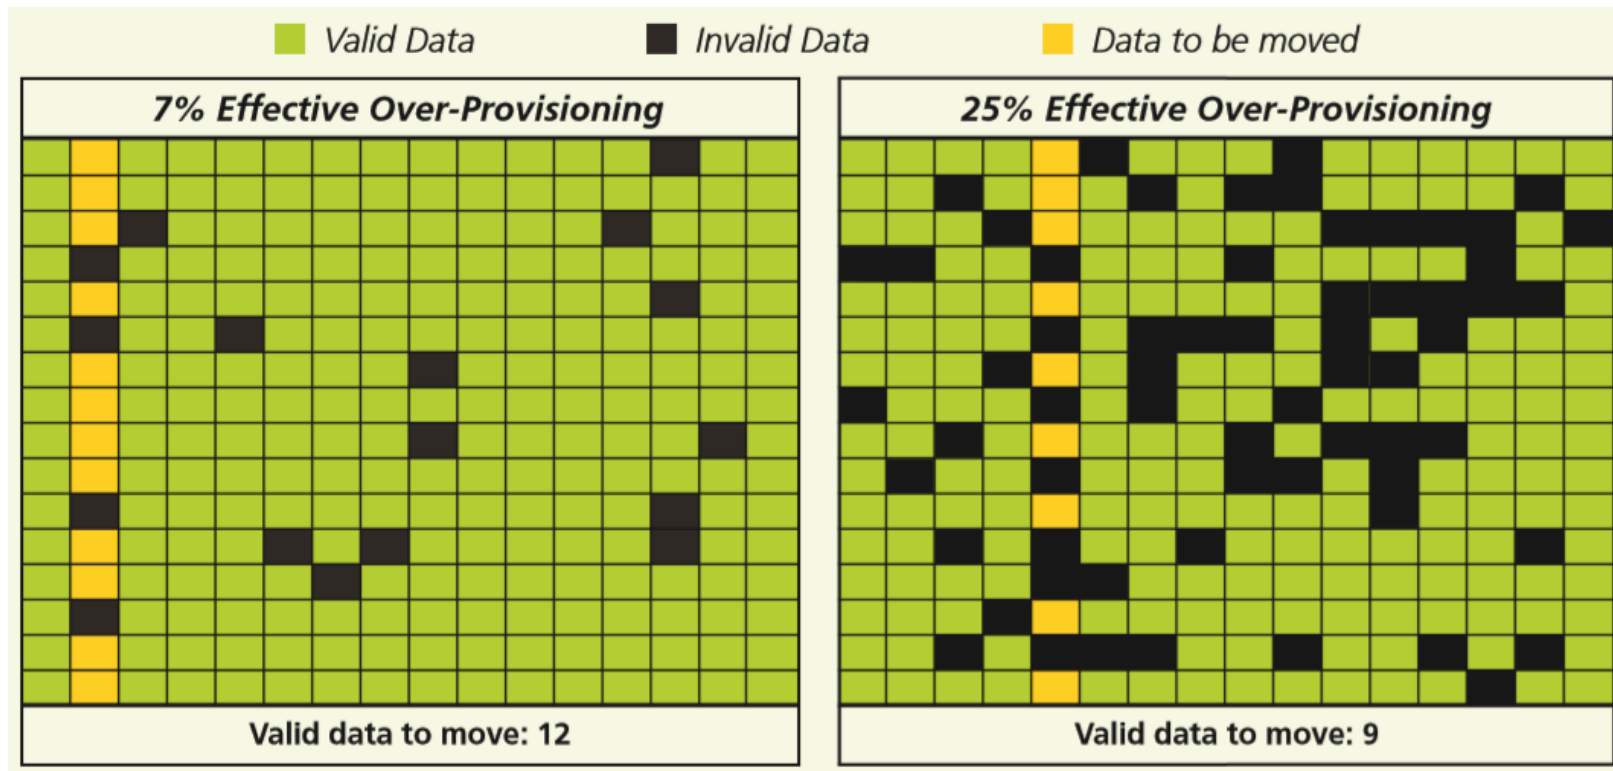 Valid Data Invalid Data Data to be moved
7% Effective Over-Provisioning
Valid data to move: 12
25% Effective Over-Provisioning
Valid data to move: 9